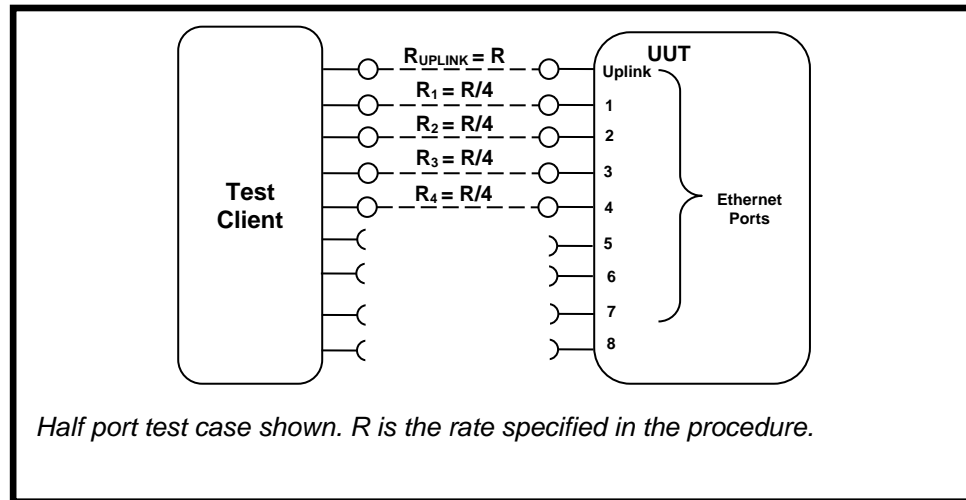 UUT
R_UPLINK = R
Uplink
R₁ = R/4
1
R₂ = R/4
2
R₃ = R/4
3
Test
Client
R₄ = R/4
4
Ethernet
Ports
5
6
7
8
Half port test case shown. R is the rate specified in the procedure.